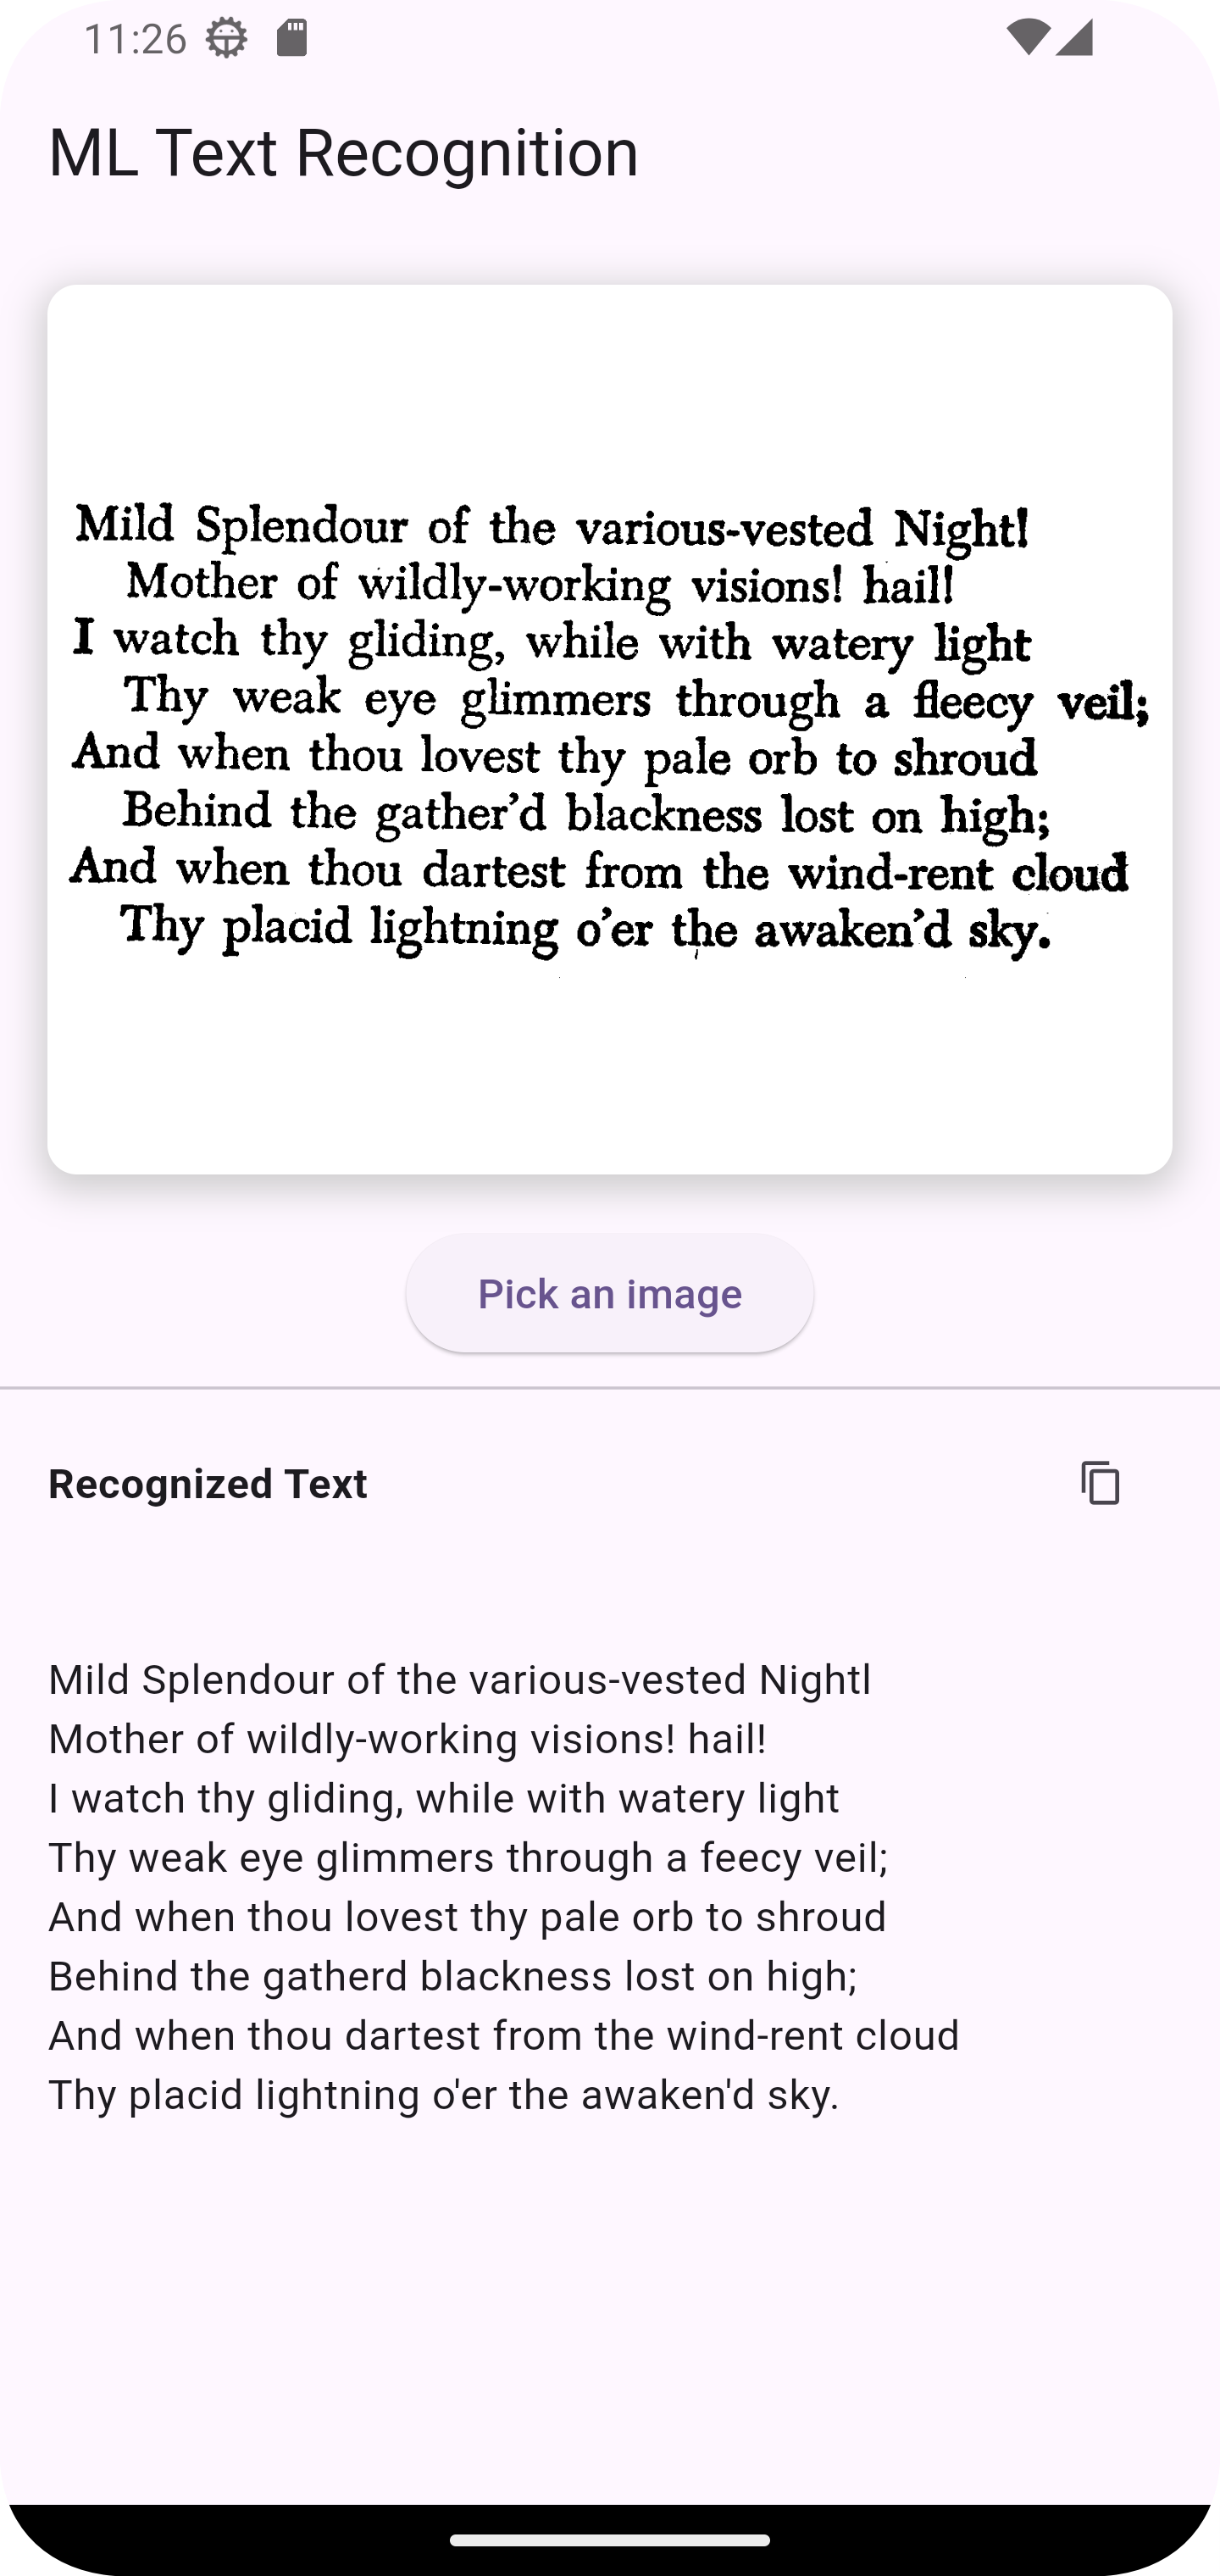 11:26
ML Text Recognition
Mild Splendour of the various-vested Night!
Mother of wildly-working visions! hail!
I watch thy gliding, while with watery light
Thy weak eye glimmers through a fleecy veil;
And when thou lovest thy pale orb to shroud
Behind the gather’d blackness lost on high;
And when thou dartest from the wind-rent cloud
Thy placid lightning o’er the awaken’d sky.
Pick an image
Recognized Text
Mild Splendour of the various-vested Nightl
Mother of wildly-working visions! hail!
I watch thy gliding, while with watery light
Thy weak eye glimmers through a feecy veil;
And when thou lovest thy pale orb to shroud
Behind the gatherd blackness lost on high;
And when thou dartest from the wind-rent cloud
Thy placid lightning o'er the awaken'd sky.